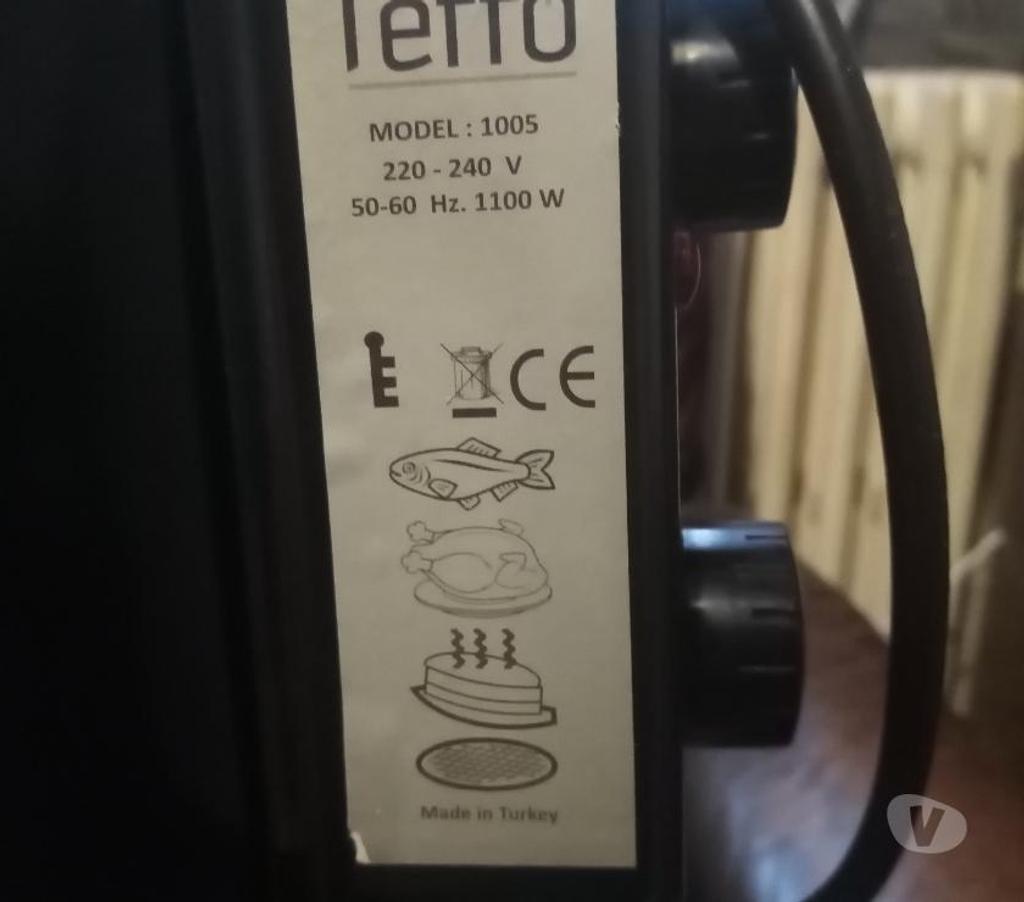 MODEL : 1005
220 - 240 V
50-60 Hz. 1100 W
CE
Made in Turkey
V